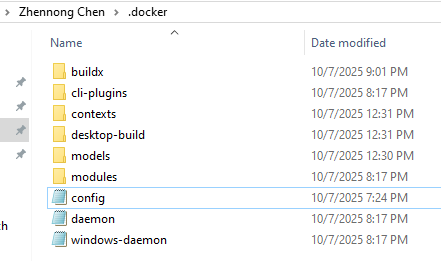 Zhennong Chen > .docker
Name Date modified
buildx 10/7/2025 9:01 PM
cli-plugins 10/7/2025 8:17 PM
contexts 10/7/2025 12:31 PM
desktop-build 10/7/2025 12:31 PM
models 10/7/2025 12:30 PM
modules 10/7/2025 8:17 PM
config 10/7/2025 7:24 PM
daemon 10/7/2025 8:17 PM
windows-daemon 10/7/2025 8:17 PM